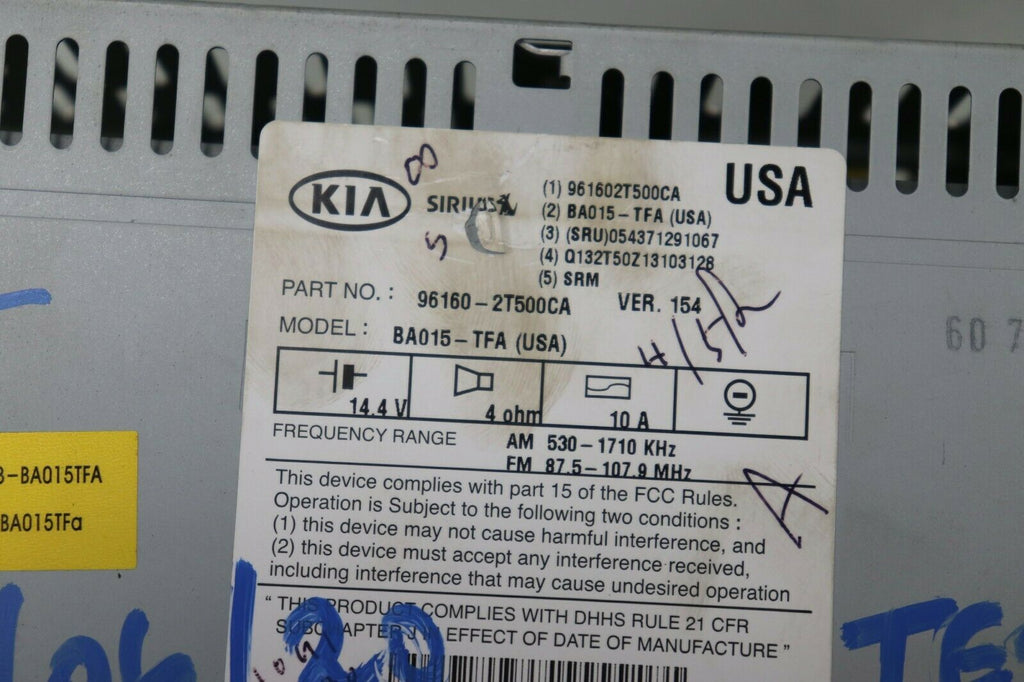 KIA
SIRIUS
USA
(1) 961602T500CA
(2) BA015-TFA (USA)
(3) (SRU)054371291067
(4) Q132T50Z13103128
(5) SRM
PART NO. : 96160-2T500CA VER. 154
MODEL : BA015-TFA (USA)
14.4 V 4 ohm 10 A
FREQUENCY RANGE AM 530-1710 KHz
FM 87.5-107.9 MHz
This device complies with part 15 of the FCC Rules.
Operation is Subject to the following two conditions :
(1) this device may not cause harmful interference, and
(2) this device must accept any interference received,
including interference that may cause undesired operation
" THIS PRODUCT COMPLIES WITH DHHS RULE 21 CFR
SUBCHAPTER J IN EFFECT OF DATE OF MANUFACTURE "
-BA015TFA
BA015TFa
60 7
A